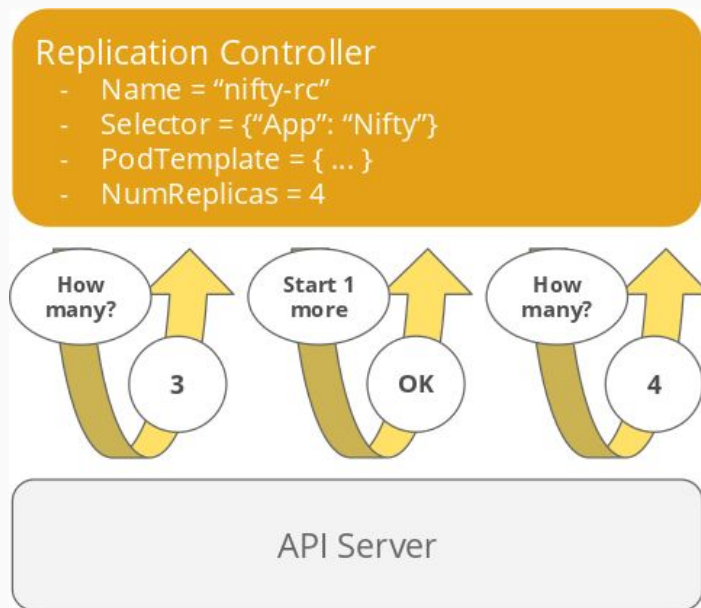 Replication Controller
- Name = “nifty-rc”
- Selector = {“App”: “Nifty”}
- PodTemplate = { ... }
- NumReplicas = 4
How
many?
3
Start 1
more
OK
How
many?
4
API Server